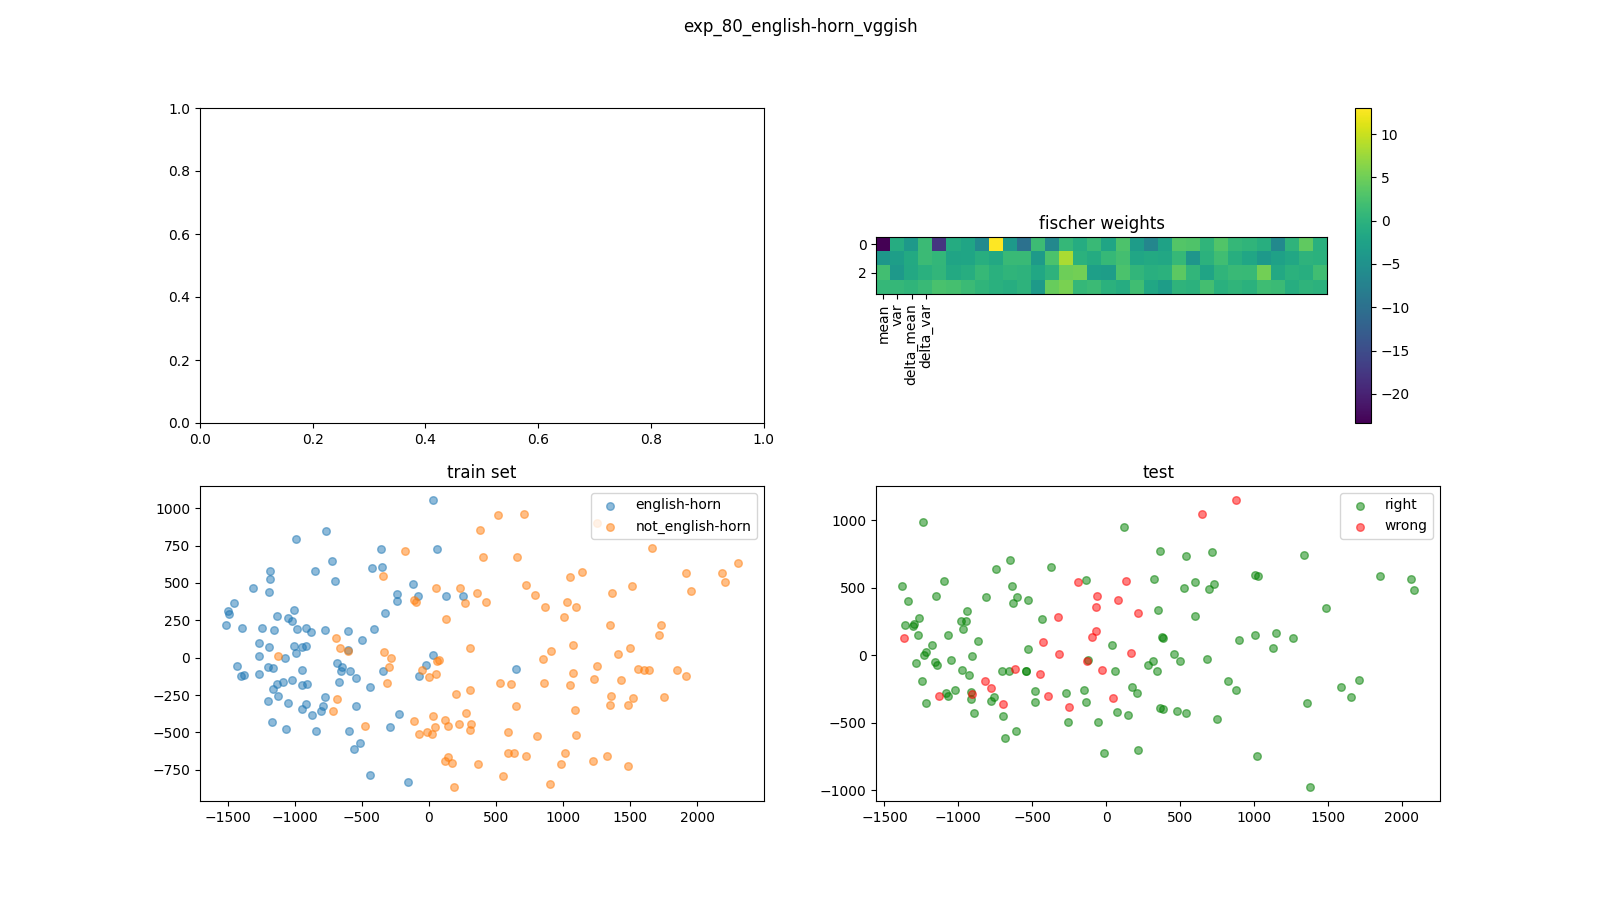 exp_80_english-horn_vggish
1.0
0.8
0.6
0.4
0.2
0.0
0.0 0.2 0.4 0.6 0.8 1.0
fischer weights
0
2
mean
var
delta_mean
delta_var
10
5
0
−5
−10
−15
−20
train set
english-horn
not_english-horn
1000
750
500
250
0
−250
−500
−750
−1500 −1000 −500 0 500 1000 1500 2000
test
right
wrong
1000
500
0
−500
−1000
−1500 −1000 −500 0 500 1000 1500 2000